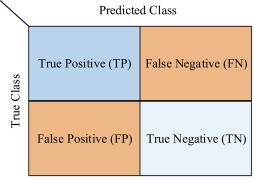 Predicted Class
True Class
True Positive (TP)
False Negative (FN)
False Positive (FP)
True Negative (TN)